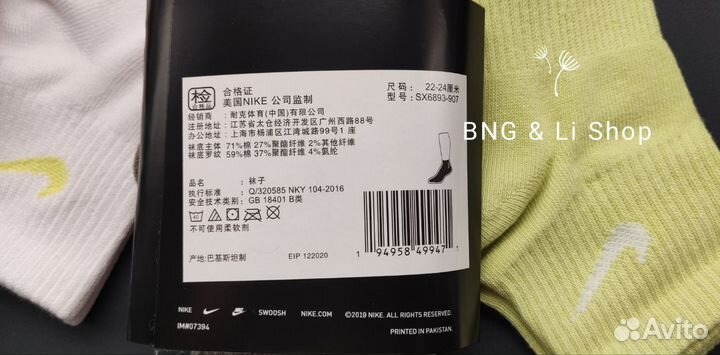 检
合格品
合格证
美国NIKE 公司监制
尺码： 22-24厘米
型号：SX6893-907
经销商： 耐克体育(中国)有限公司
注册地址：江苏省太仓经济开发区广州西路88号
办公地址：上海市杨浦区江湾城路99号1 座
袜底主体 71%棉 27%聚酯纤维 2%其他纤维
袜底罗纹 59%棉 37%聚酯纤维 4%氨纶
品名： 袜子
执行标准： Q/320585 NKY 104-2016
安全技术类别：GB 18401 B类
不可使用柔软剂
产地:巴基斯坦制
EIP 122020
1 94958 49947 1
NIKE
SWOOSH
NIKE.COM
©2019 NIKE. ALL RIGHTS RESERVED
IM#07394
PRINTED IN PAKISTAN.
BNG & Li Shop
Avito